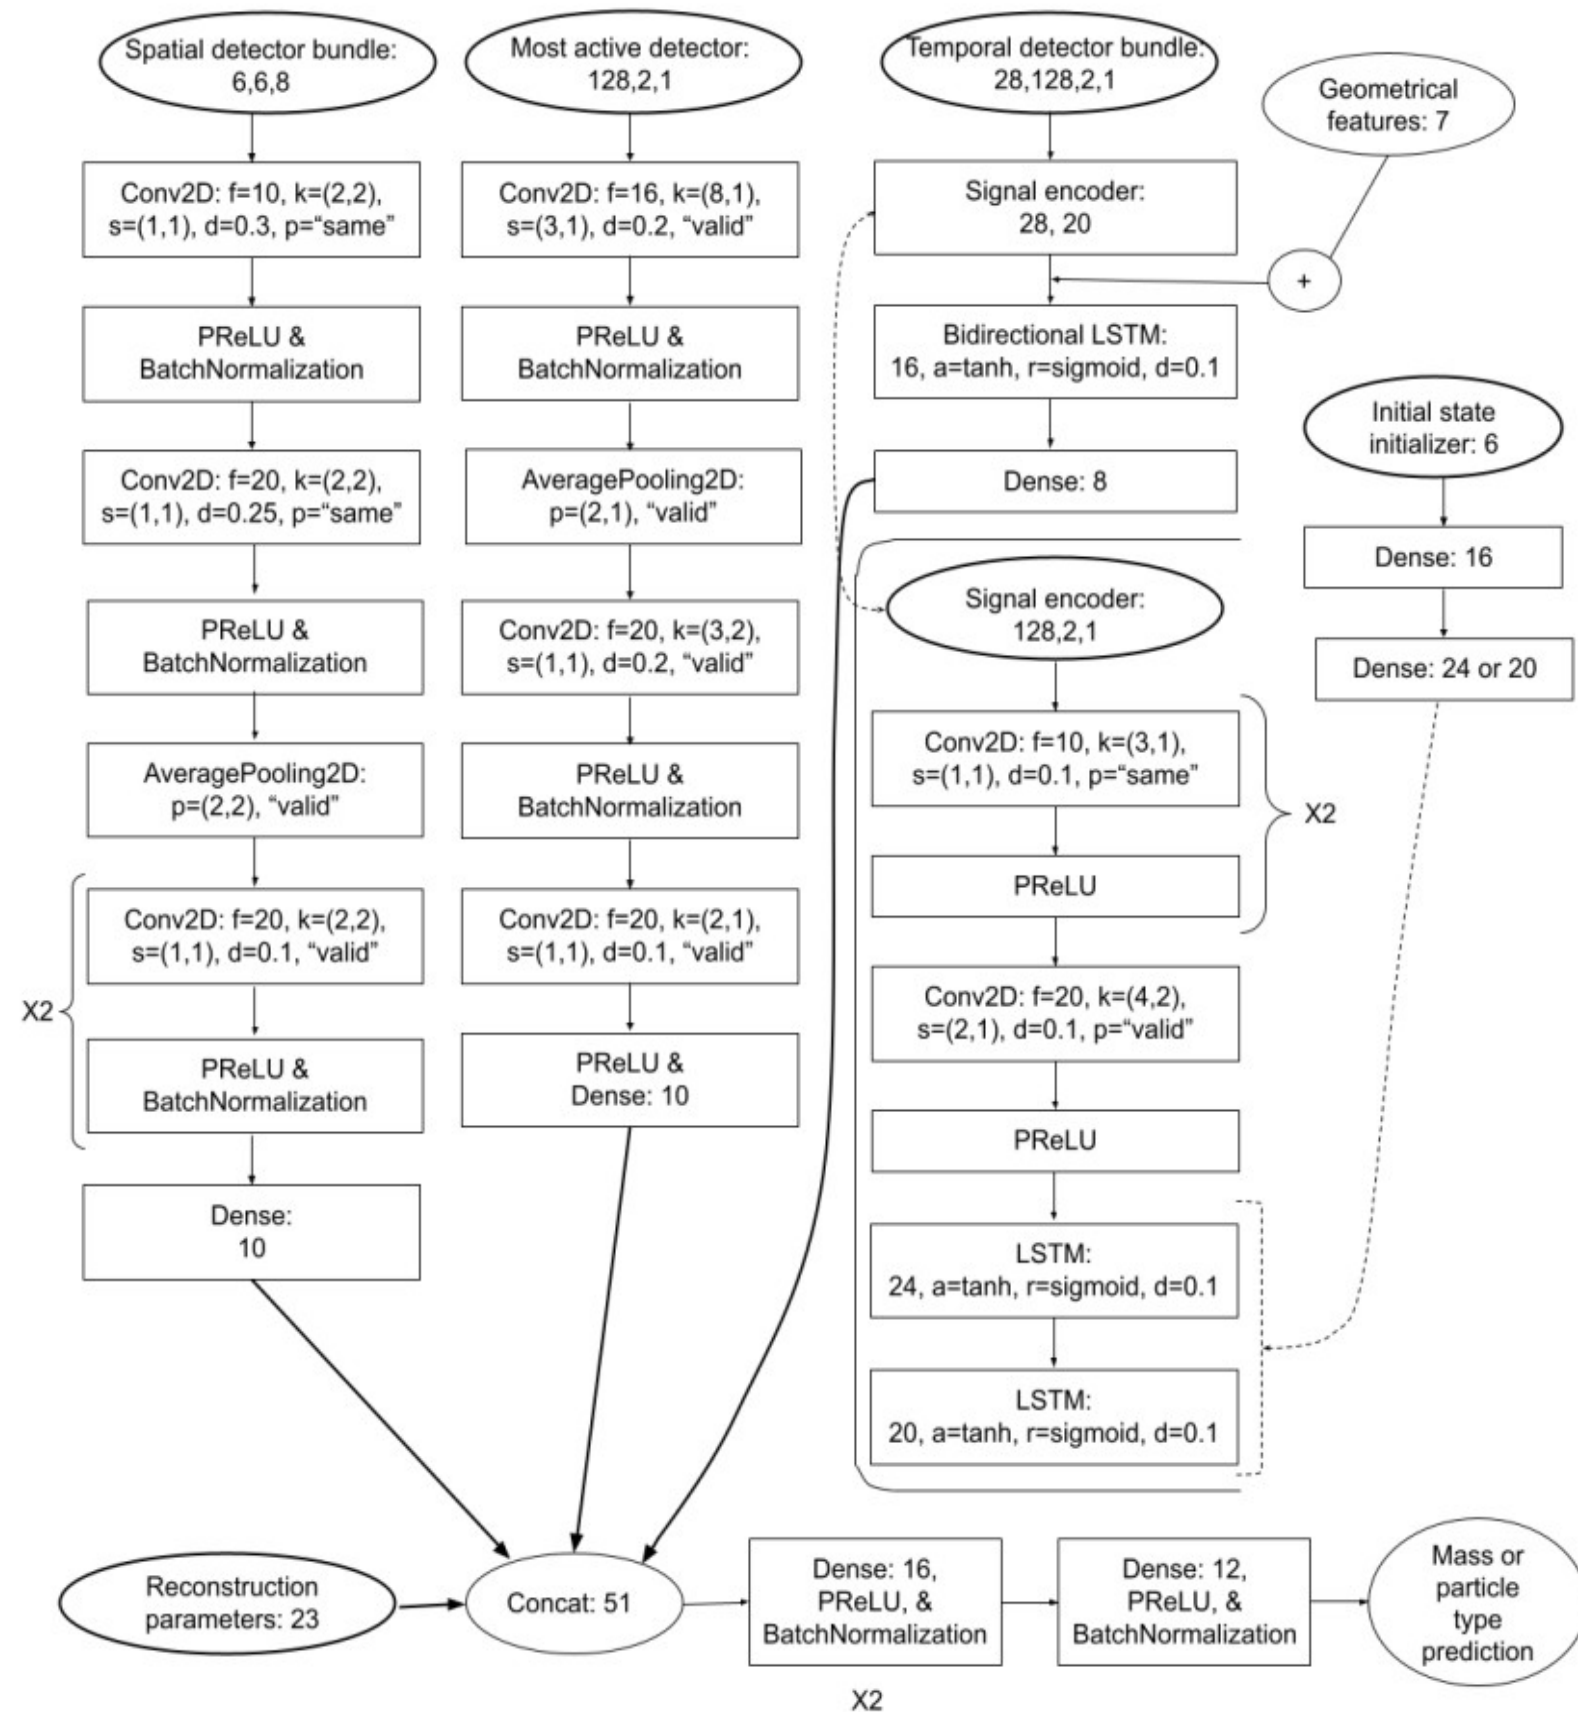 Spatial detector bundle:
6,6,8
Conv2D: f=10, k=(2,2),
s=(1,1), d=0.3, p=“same”
PReLU &
BatchNormalization
Conv2D: f=20, k=(2,2),
s=(1,1), d=0.25, p=“same”
PReLU &
BatchNormalization
AveragePooling2D:
p=(2,2), “valid”
X2
Conv2D: f=20, k=(2,2),
s=(1,1), d=0.1, “valid”
PReLU &
BatchNormalization
Dense:
10
Most active detector:
128,2,1
Conv2D: f=16, k=(8,1),
s=(3,1), d=0.2, “valid”
PReLU &
BatchNormalization
AveragePooling2D:
p=(2,1), “valid”
Conv2D: f=20, k=(3,2),
s=(1,1), d=0.2, “valid”
PReLU &
BatchNormalization
Conv2D: f=20, k=(2,1),
s=(1,1), d=0.1, “valid”
PReLU &
Dense: 10
Temporal detector bundle:
28,128,2,1
Geometrical
features: 7
Signal encoder:
28, 20
+
Bidirectional LSTM:
16, a=tanh, r=sigmoid, d=0.1
Dense: 8
Signal encoder:
128,2,1
Conv2D: f=10, k=(3,1),
s=(1,1), d=0.1, p=“same”
PReLU
X2
Conv2D: f=20, k=(4,2),
s=(2,1), d=0.1, p=“valid”
PReLU
LSTM:
24, a=tanh, r=sigmoid, d=0.1
LSTM:
20, a=tanh, r=sigmoid, d=0.1
Initial state
initializer: 6
Dense: 16
Dense: 24 or 20
Reconstruction
parameters: 23
Concat: 51
Dense: 16,
PReLU, &
BatchNormalization
X2
Dense: 12,
PReLU, &
BatchNormalization
Mass or
particle
type
prediction